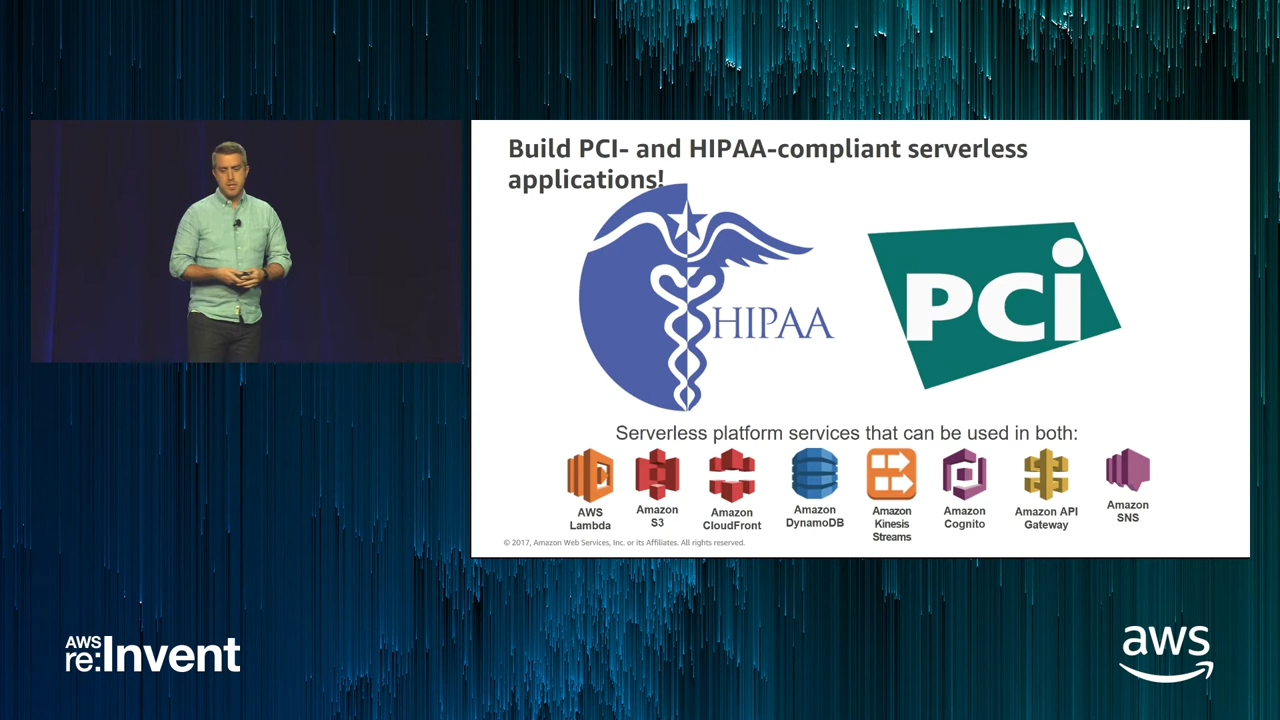 Build PCI- and HIPAA-compliant serverless
applications!
HIPAA
PCi
Serverless platform services that can be used in both:
AWS
Lambda
Amazon
S3
Amazon
CloudFront
Amazon
DynamoDB
Amazon
Kinesis
Streams
Amazon
Cognito
Amazon API
Gateway
Amazon
SNS
© 2017, Amazon Web Services, Inc. or its Affiliates. All rights reserved.
AWS
re:Invent
aws